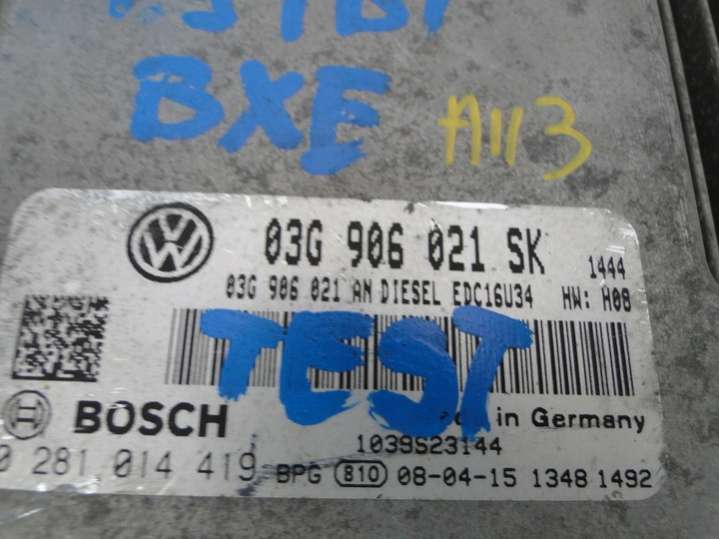 BXE
A113
03G 906 021 SK 1444
03G 906 021 AN DIESEL EDC16U34 HW: H08
TEST
BOSCH in Germany
1039S23144
0 281 014 419 BPG B10 08-04-15 1348 1492